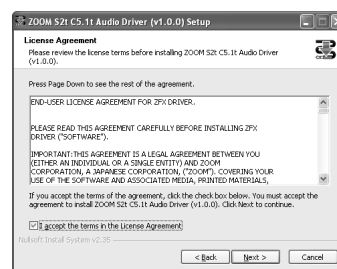 ZOOM S2t C5.1t Audio Driver (v1.0.0) Setup
License Agreement
Please review the license terms before installing ZOOM S2t C5.1t Audio Driver
(v1.0.0).
Press Page Down to see the rest of the agreement.
END-USER LICENSE AGREEMENT FOR ZFX DRIVER.
PLEASE READ THIS AGREEMENT CAREFULLY BEFORE INSTALLING ZFX
DRIVER ("SOFTWARE").
IMPORTANT:THIS AGREEMENT IS A LEGAL AGREEMENT BETWEEN YOU
(EITHER AN INDIVIDUAL OR A SINGLE ENTITY) AND ZOOM
CORPORATION, A JAPANESE CORPORATION, ("ZOOM"). COVERING YOUR
USE OF THE SOFTWARE AND ASSOCIATED MEDIA, PRINTED MATERIALS,
If you accept the terms of the agreement, click the check box below. You must accept the
agreement to install ZOOM S2t C5.1t Audio Driver (v1.0.0). Click Next to continue.
I accept the terms in the License Agreement
Nullsoft Install System v2.35
< Back Next > Cancel